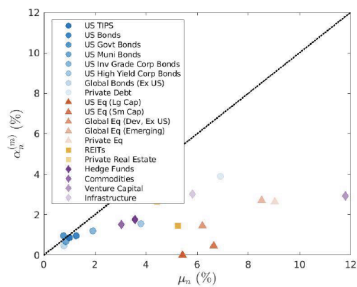 12
10
8
6
4
2
0
α_n^(m) (%)
US TIPS
US Bonds
US Govt Bonds
US Muni Bonds
US Inv Grade Corp Bonds
US High Yield Corp Bonds
Global Bonds (Ex US)
Private Debt
US Eq (Lg Cap)
US Eq (Sm Cap)
Global Eq (Dev, Ex US)
Global Eq (Emerging)
Private Eq
REITs
Private Real Estate
Hedge Funds
Commodities
Venture Capital
Infrastructure
0 2 4 6 8 10 12
μ_n (%)